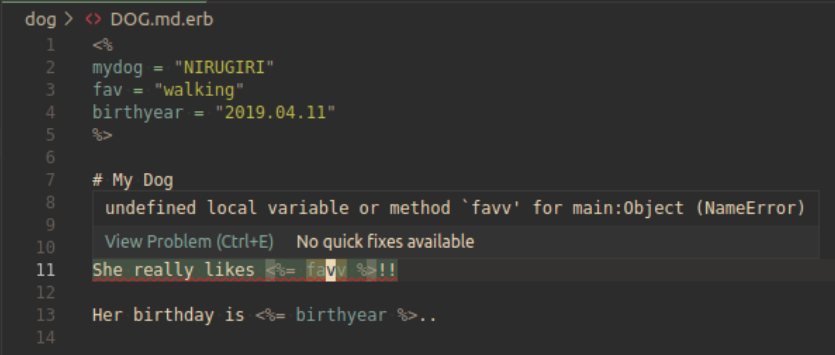 dog > <> DOG.md.erb
1 <%
2 mydog = "NIRUGIRI"
3 fav = "walking"
4 birthyear = "2019.04.11"
5 %>
6
7 # My Dog
8 undefined local variable or method `favv' for main:Object (NameError)
9
10 View Problem (Ctrl+E) No quick fixes available
11 She really likes <%= favv %>!!
12
13 Her birthday is <%= birthyear %>..
14